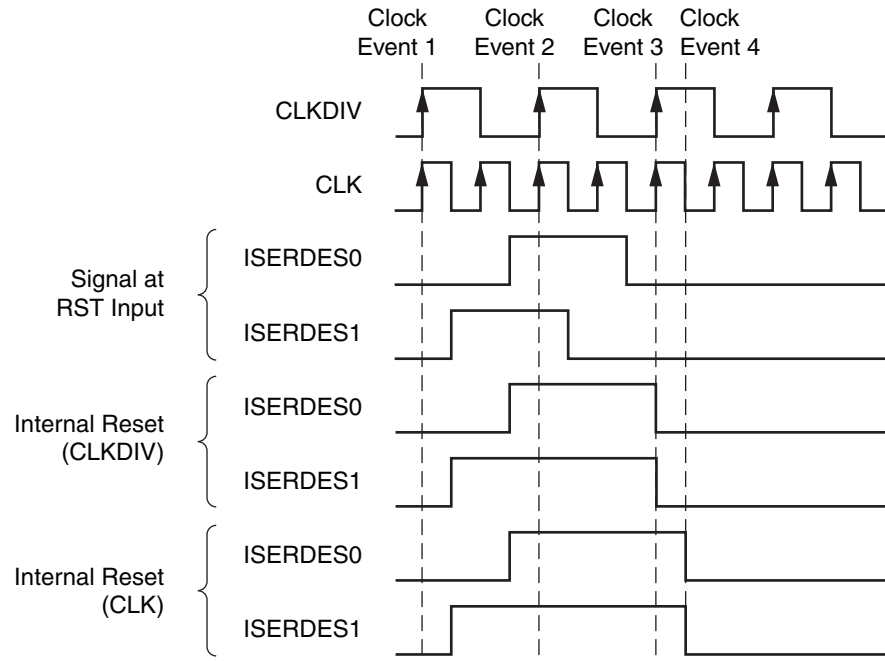 Clock
Event 1
Clock
Event 2
Clock
Event 3
Clock
Event 4
CLKDIV
CLK
Signal at
RST Input
ISERDES0
ISERDES1
Internal Reset
(CLKDIV)
ISERDES0
ISERDES1
Internal Reset
(CLK)
ISERDES0
ISERDES1